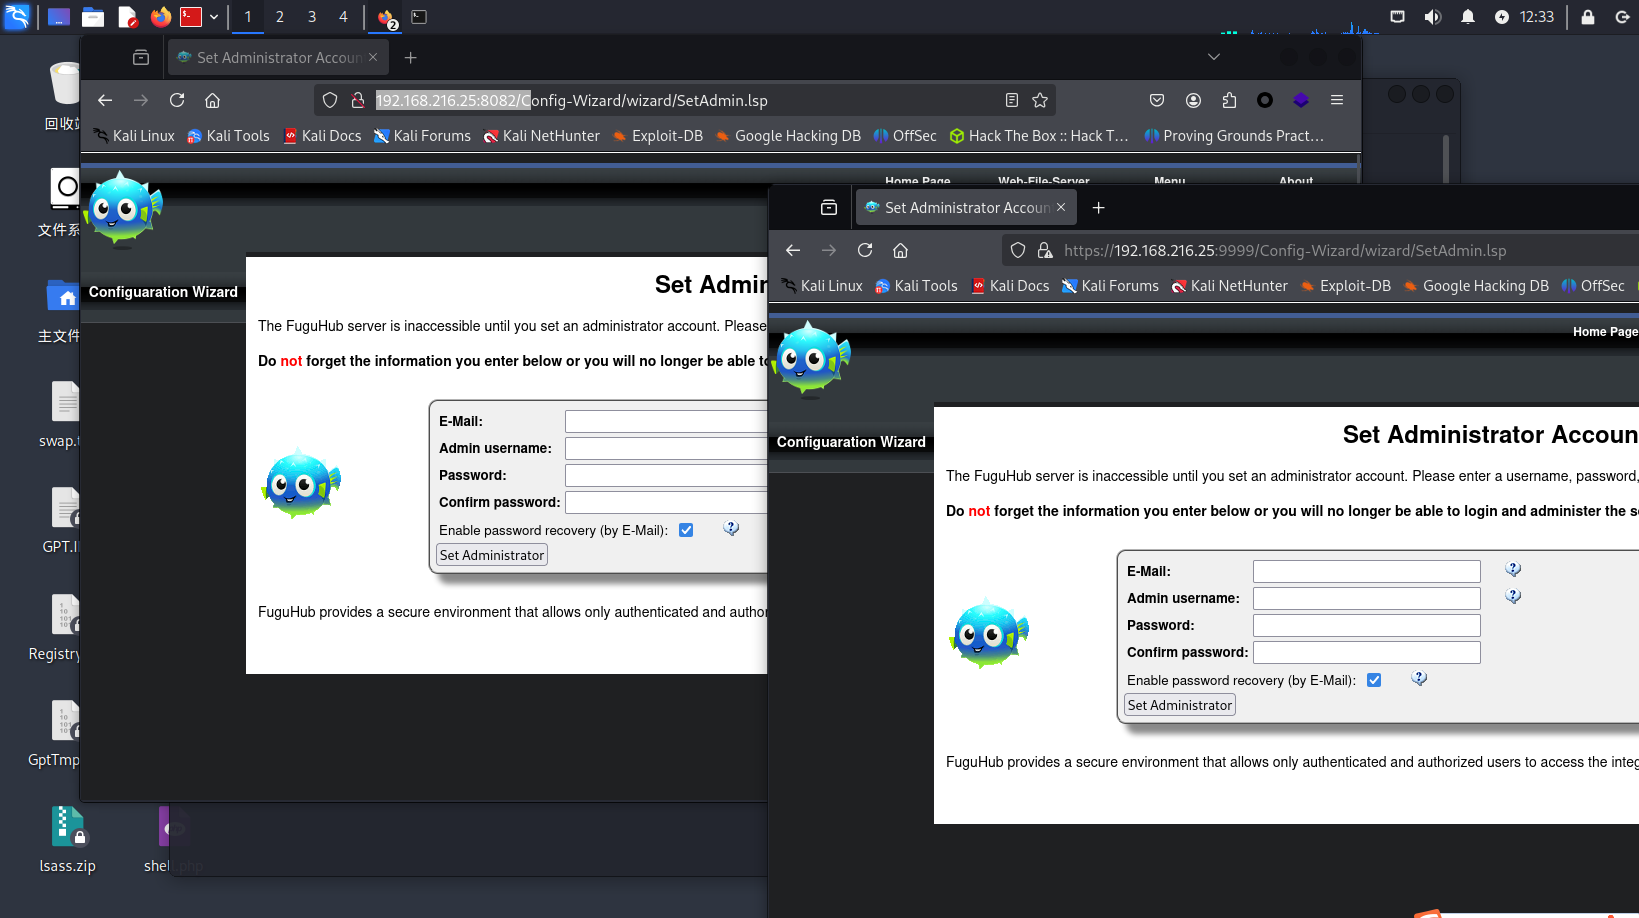 1 2 3 4
2
12:33
Set Administrator Accoun
192.168.216.25:8082/Config-Wizard/wizard/SetAdmin.lsp
Kali Linux Kali Tools Kali Docs Kali Forums Kali NetHunter Exploit-DB Google Hacking DB OffSec Hack The Box :: Hack T… Proving Grounds Pract…
Home Page Web-File-Server Menu About
Configuaration Wizard
Set Admin
The FuguHub server is inaccessible until you set an administrator account. Please
Do not forget the information you enter below or you will no longer be able to
E-Mail:
Admin username:
Password:
Confirm password:
Enable password recovery (by E-Mail):
Set Administrator
FuguHub provides a secure environment that allows only authenticated and author
Set Administrator Accoun
https://192.168.216.25:9999/Config-Wizard/wizard/SetAdmin.lsp
Kali Linux Kali Tools Kali Docs Kali Forums Kali NetHunter Exploit-DB Google Hacking DB OffSec
Home Page
Configuaration Wizard
Set Administrator Accoun
The FuguHub server is inaccessible until you set an administrator account. Please enter a username, password,
Do not forget the information you enter below or you will no longer be able to login and administer the s
E-Mail:
Admin username:
Password:
Confirm password:
Enable password recovery (by E-Mail):
Set Administrator
FuguHub provides a secure environment that allows only authenticated and authorized users to access the integ
回收站
文件系
主文件
swap.t
GPT.I
Registry
GptTmp
lsass.zip
shell.php